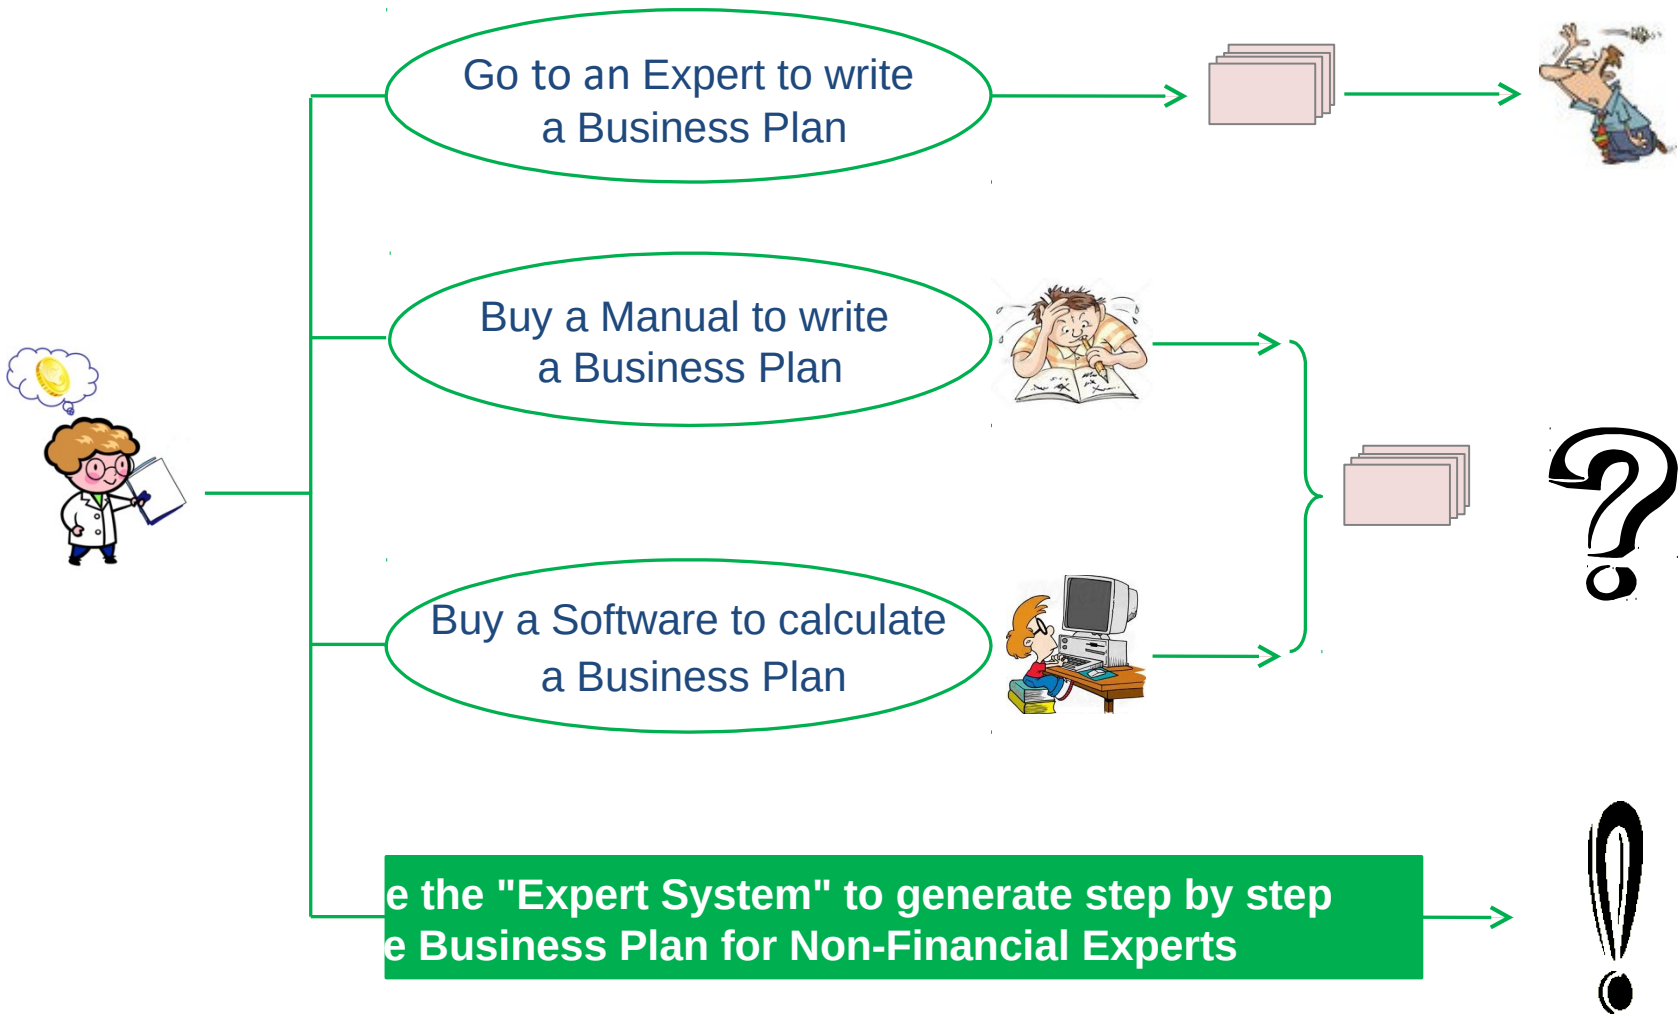 Go to an Expert to write
a Business Plan
Buy a Manual to write
a Business Plan
Buy a Software to calculate
a Business Plan
e the "Expert System" to generate step by step
e Business Plan for Non-Financial Experts